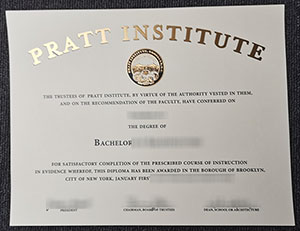 PRATT INSTITUTE
THE TRUSTEES OF PRATT INSTITUTE, BY VIRTUE OF THE AUTHORITY VESTED IN THEM,
AND ON THE RECOMMENDATION OF THE FACULTY, HAVE CONFERRED ON
THE DEGREE OF
BACHELOR
FOR SATISFACTORY COMPLETION OF THE PRESCRIBED COURSE OF INSTRUCTION
IN EVIDENCE WHEREOF, THIS DIPLOMA HAS BEEN AWARDED IN THE BOROUGH OF BROOKLYN,
CITY OF NEW YORK, JANUARY FIRS
PRESIDENT
CHAIRMAN, BOARD OF TRUSTEES
DEAN, SCHOOL OF ARCHITECTURE